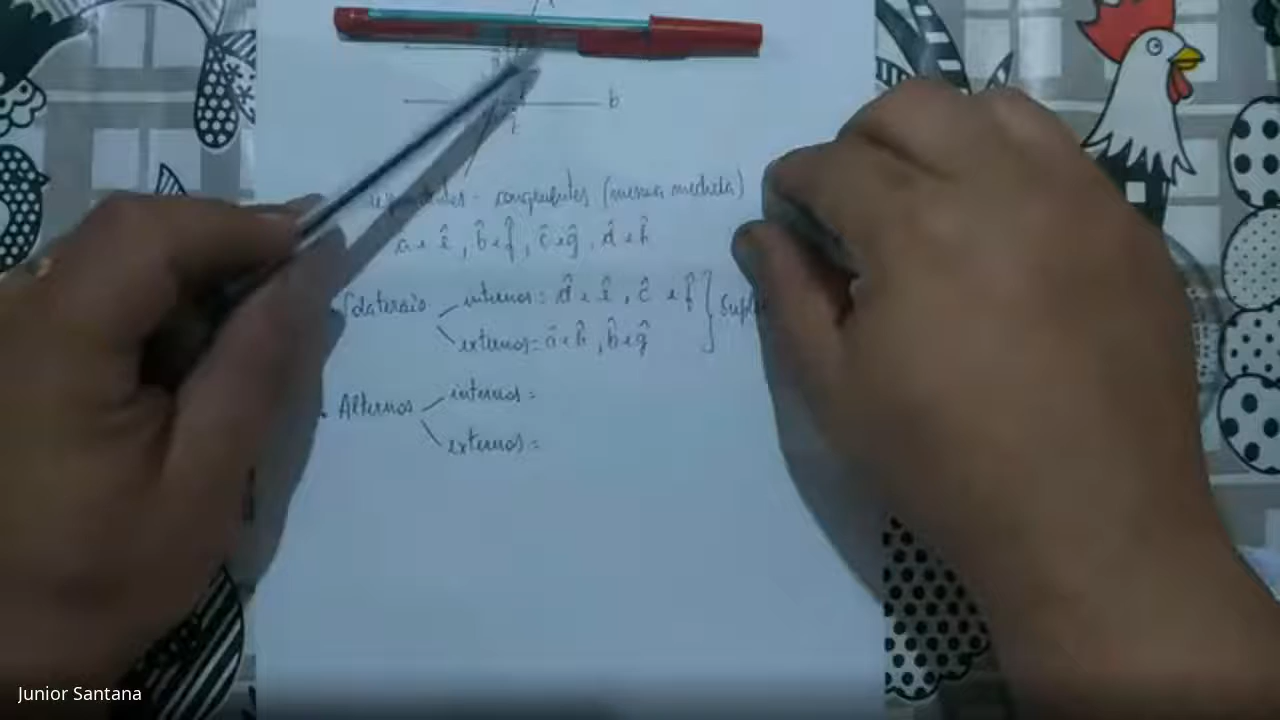 b
congruentes (mesma medida)
a e ê, b̂ e f̂, ĉ e ĝ, d̂ e ĥ
Colaterais
internos = d̂ e ê, ĉ e f̂
externos = â e ĥ, b̂ e ĝ
Alternos
internos =
externos =
Junior Santana